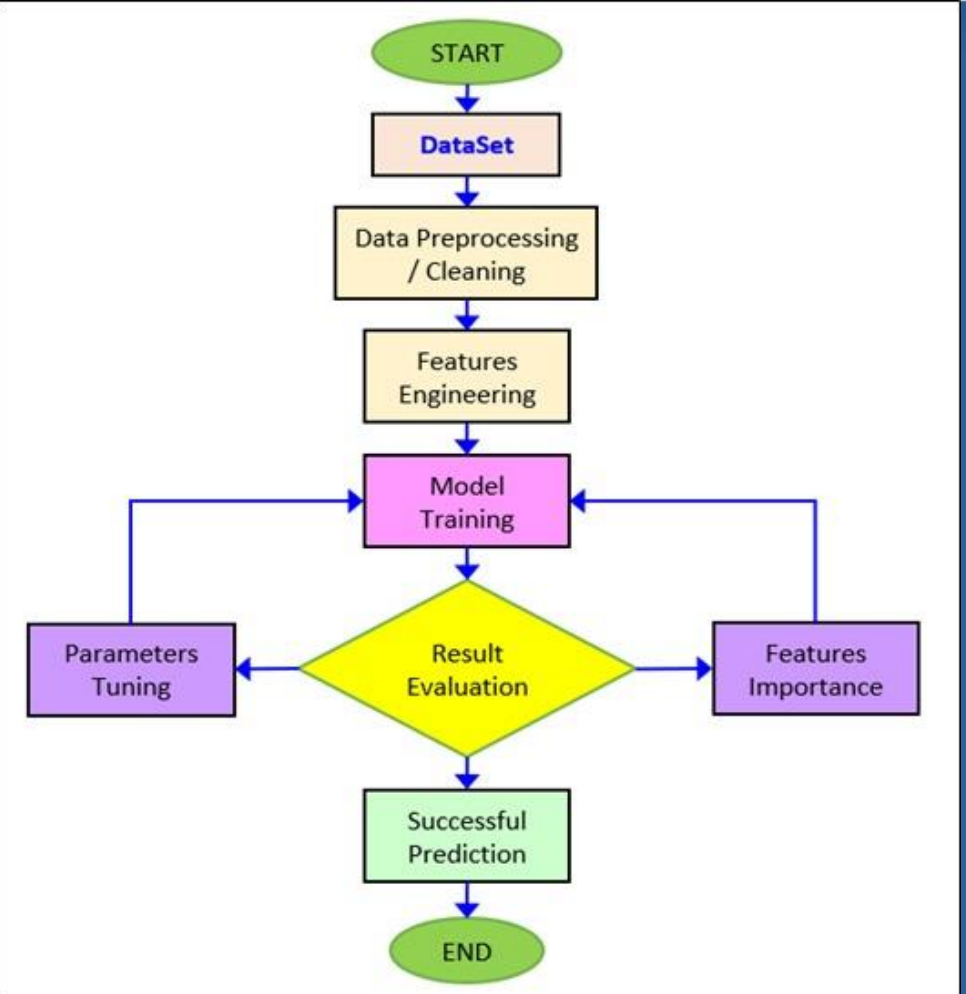 START
DataSet
Data Preprocessing
/ Cleaning
Features
Engineering
Model
Training
Parameters
Tuning
Result
Evaluation
Features
Importance
Successful
Prediction
END